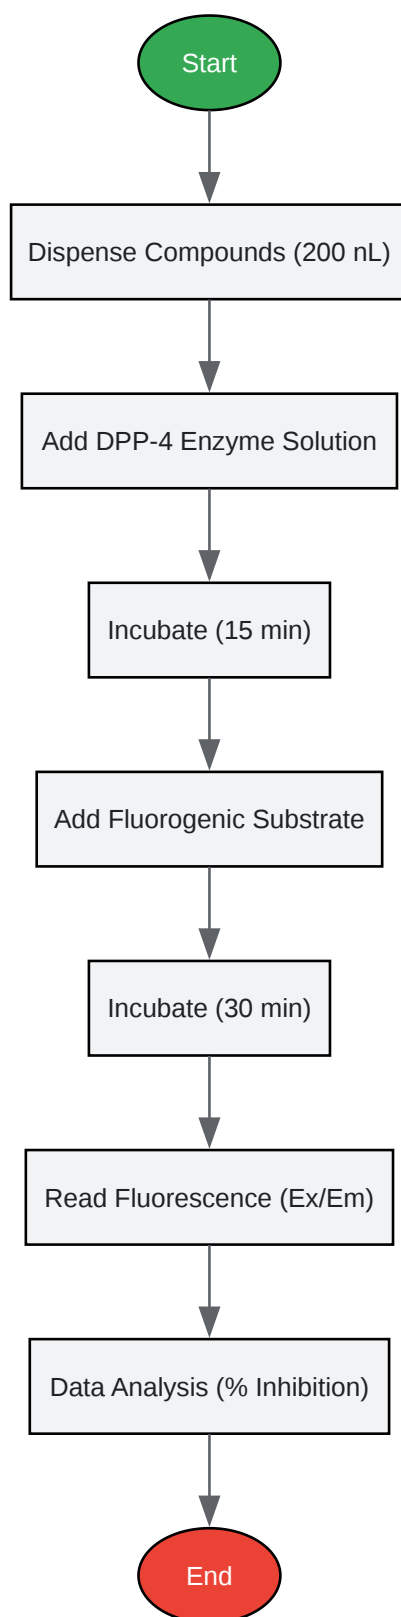 Start
Dispense Compounds (200 nL)
Add DPP-4 Enzyme Solution
Incubate (15 min)
Add Fluorogenic Substrate
Incubate (30 min)
Read Fluorescence (Ex/Em)
Data Analysis (% Inhibition)
End